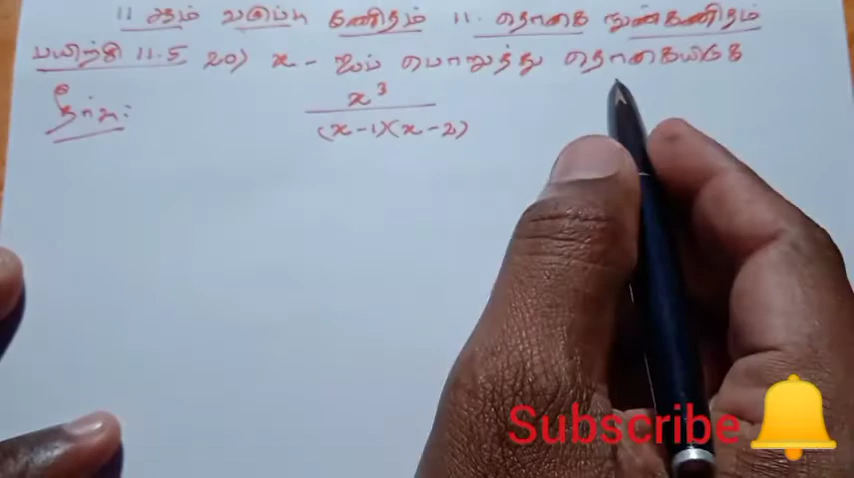 11 ஆம் வகுப்பு கணிதம் 11. தொகை நுண்கணிதம்
பயிற்சி 11.5 20) x - ஐப் பொறுத்து தொகையிடுக
தீர்வு:
x³
(x-1)(x-2)
Subscribe